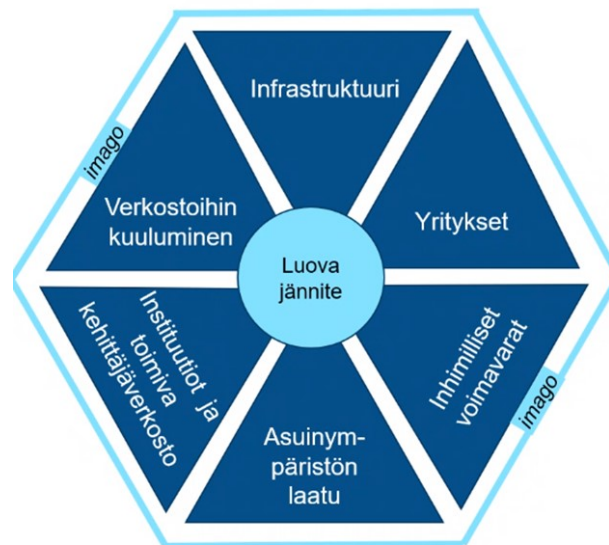 Infrastruktuuri
imago
Verkostoihin
kuuluminen
Yritykset
Luova
jännite
Instituutiot ja
toimiva
kehittäjäverkosto
Inhimilliset
voimavarat
imago
Asuinym-
päristön
laatu